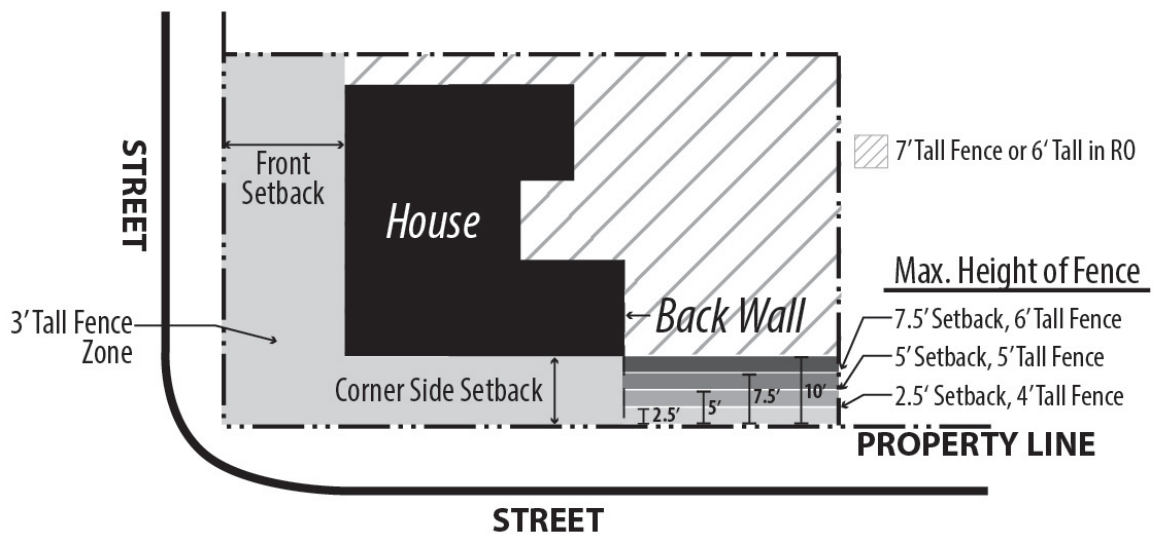 STREET
Front
Setback
House
7' Tall Fence or 6' Tall in RO
Max. Height of Fence
Back Wall
3' Tall Fence
Zone
7.5' Setback, 6' Tall Fence
5' Setback, 5' Tall Fence
2.5' Setback, 4' Tall Fence
Corner Side Setback
2.5'
5'
7.5'
10'
PROPERTY LINE
STREET